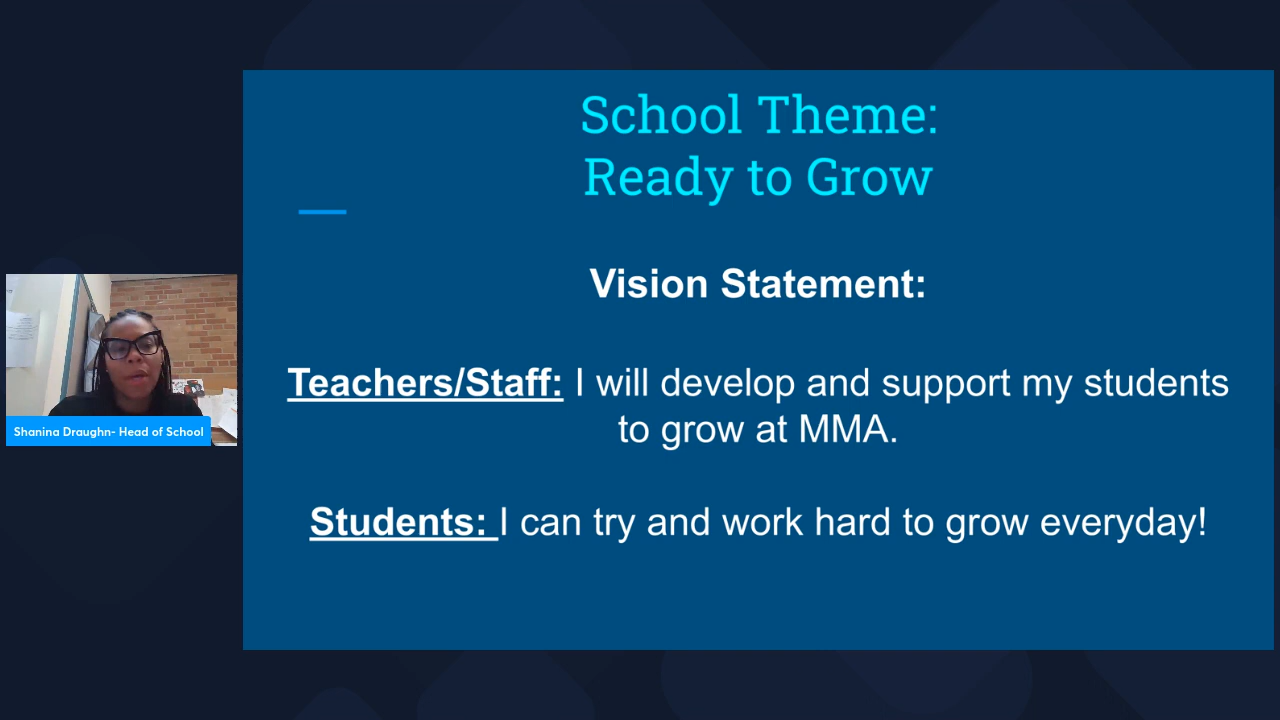 School Theme:
Ready to Grow
Vision Statement:
Teachers/Staff: I will develop and support my students
to grow at MMA.
Students: I can try and work hard to grow everyday!
Shanina Draughn- Head of School